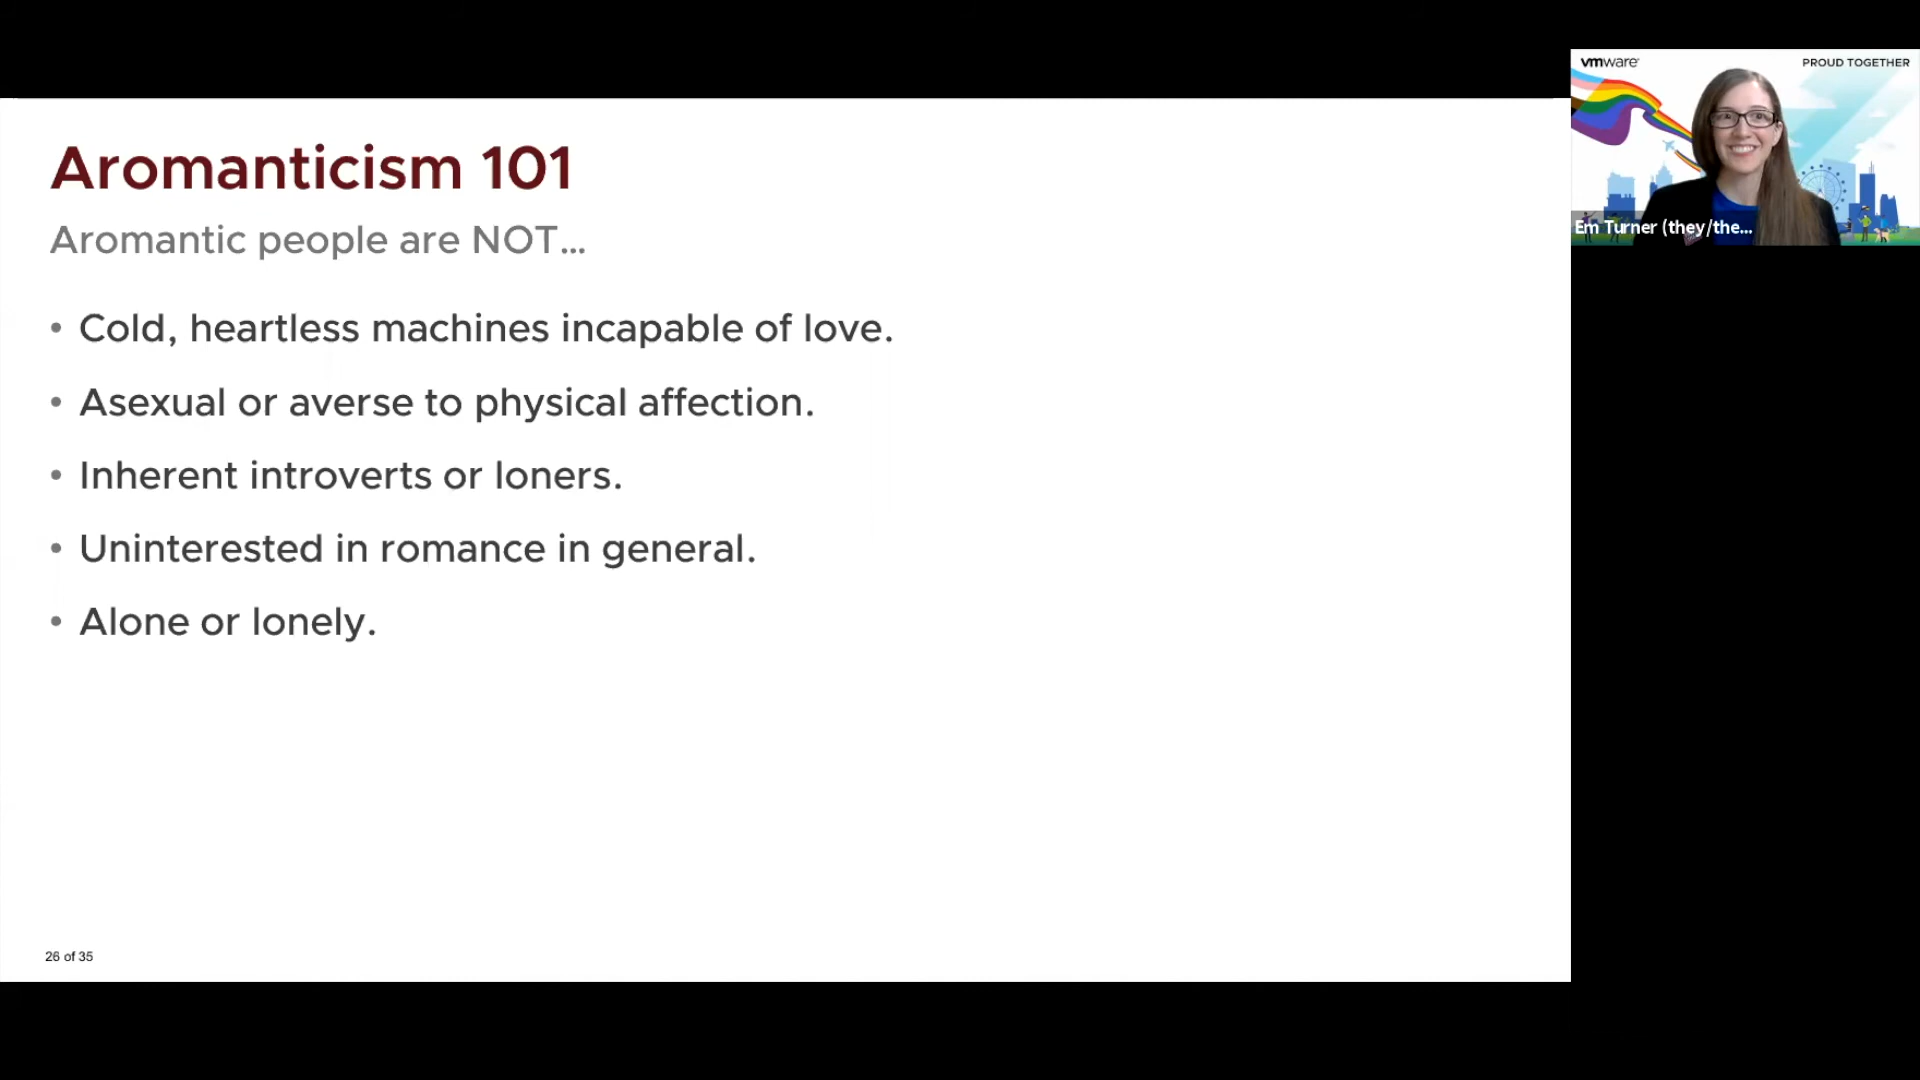 Aromanticism 101
Aromantic people are NOT...
• Cold, heartless machines incapable of love.
• Asexual or averse to physical affection.
• Inherent introverts or loners.
• Uninterested in romance in general.
• Alone or lonely.
26 of 35
vmware
PROUD TOGETHER
Em Turner (they/the...